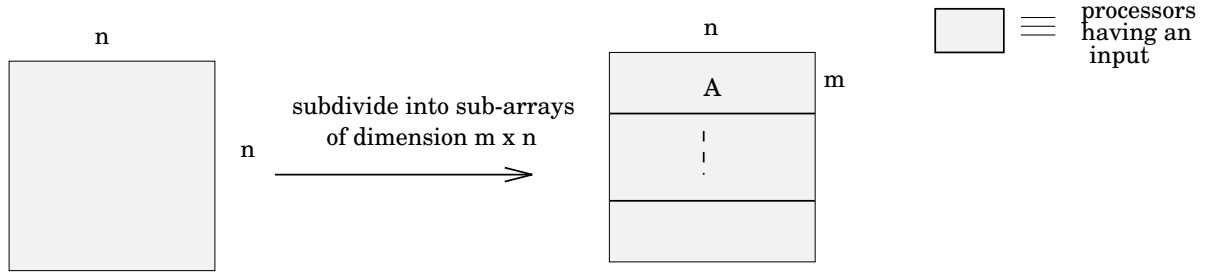 n
n
subdivide into sub-arrays
of dimension m x n
n
A
m
processors
having an
input